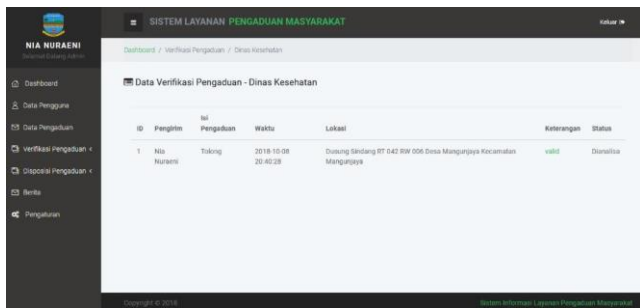 SISTEM LAYANAN PENGADUAN MASYARAKAT
Keluar
NIA NURAENI
Selamat Datang, Admin
Dashboard / Verifikasi Pengaduan / Dinas Kesehatan
Dashboard
Data Pengguna
Data Pengaduan
Verifikasi Pengaduan <
Disposisi Pengaduan <
Berita
Pengaturan
Data Verifikasi Pengaduan - Dinas Kesehatan
ID Pengirim Isi Pengaduan Waktu Lokasi Keterangan Status
1 Nia Nuraeni Tolong 2018-10-08 20:40:28 Dusung Sindang RT 042 RW 006 Desa Mangunjaya Kecamatan Mangunjaya valid Dianalisa
Copyright © 2018
Sistem Informasi Layanan Pengaduan Masyarakat